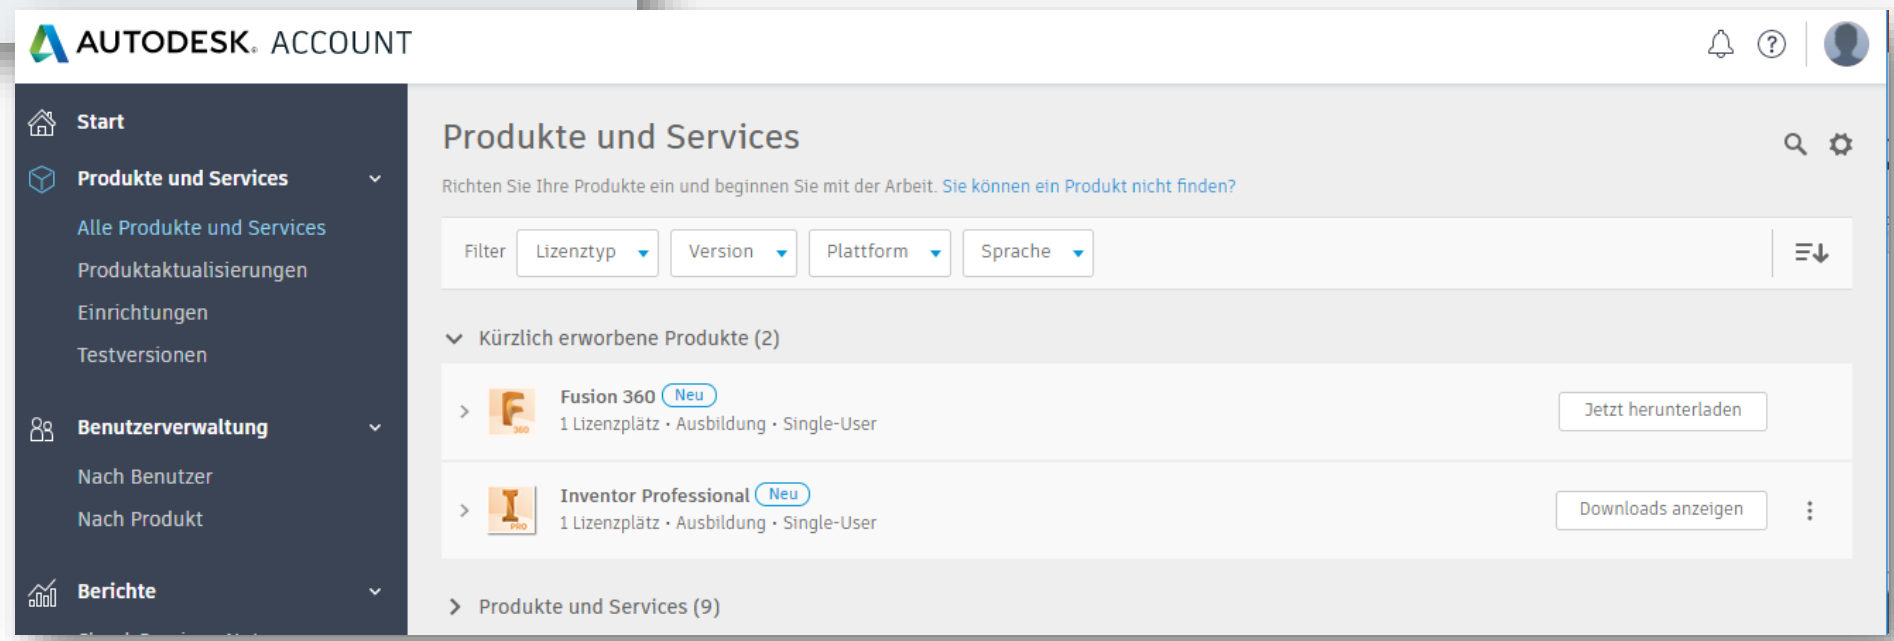 AUTODESK. ACCOUNT
Start
Produkte und Services
Alle Produkte und Services
Produktaktualisierungen
Einrichtungen
Testversionen
Benutzerverwaltung
Nach Benutzer
Nach Produkt
Berichte
Produkte und Services
Richten Sie Ihre Produkte ein und beginnen Sie mit der Arbeit. Sie können ein Produkt nicht finden?
Filter Lizenztyp Version Plattform Sprache
Kürzlich erworbene Produkte (2)
Fusion 360 Neu
1 Lizenzplätz · Ausbildung · Single-User
Jetzt herunterladen
Inventor Professional Neu
1 Lizenzplätz · Ausbildung · Single-User
Downloads anzeigen
Produkte und Services (9)